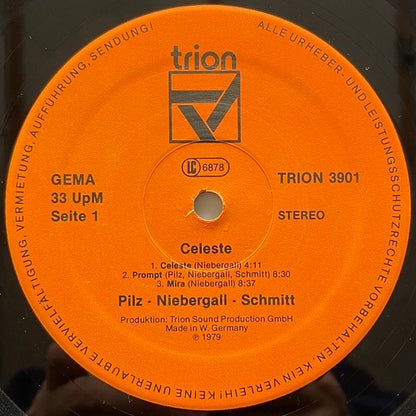 ALLE URHEBER- UND LEISTUNGSSCHUTZRECHTE VORBEHALTEN. KEIN VERLEIH! KEINE UNERLAUBTE VERVIELFÄLTIGUNG, VERMIETUNG, AUFFÜHRUNG, SENDUNG!
trion
LC 6878
GEMA
33 UpM
Seite 1
TRION 3901
STEREO
Celeste
1. Celeste (Niebergall) 4:11
2. Prompt (Pilz, Niebergall, Schmitt) 8:30
3. Mira (Niebergall) 8:37
Pilz - Niebergall - Schmitt
Produktion: Trion Sound Production GmbH
Made in W. Germany
℗ 1979